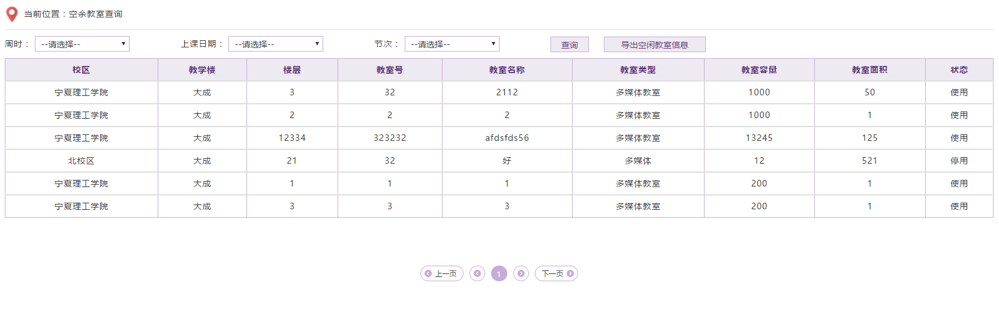 当前位置：空余教室查询
周时： --请选择-- 上课日期： --请选择-- 节次： --请选择-- 查询 导出空闲教室信息
校区 教学楼 楼层 教室号 教室名称 教室类型 教室容量 教室面积 状态
宁夏理工学院 大成 3 32 2112 多媒体教室 1000 50 使用
宁夏理工学院 大成 2 2 2 多媒体教室 1000 1 使用
宁夏理工学院 大成 12334 323232 afdsfds56 多媒体教室 13245 125 使用
北校区 大成 21 32 好 多媒体 12 521 停用
宁夏理工学院 大成 1 1 1 多媒体教室 200 1 使用
宁夏理工学院 大成 3 3 3 多媒体教室 200 1 使用
上一页 1 下一页